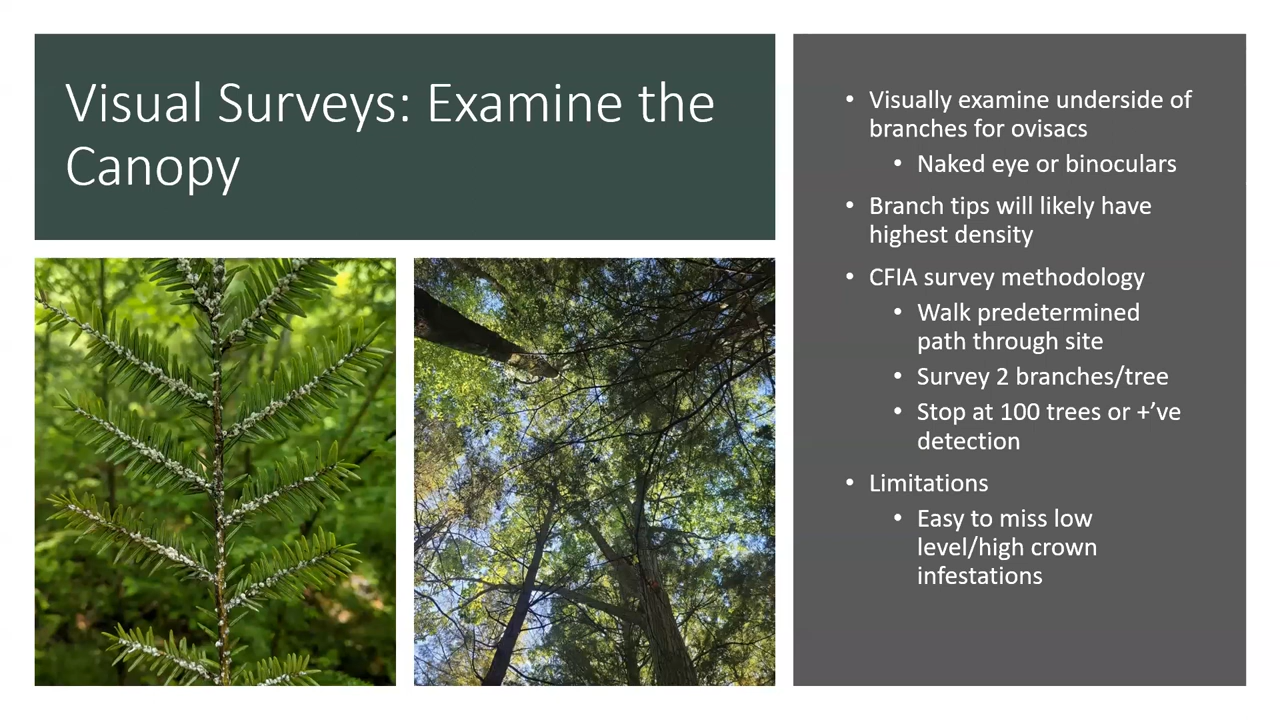 Visual Surveys: Examine the
Canopy
• Visually examine underside of
branches for ovisacs
• Naked eye or binoculars
• Branch tips will likely have
highest density
• CFIA survey methodology
• Walk predetermined
path through site
• Survey 2 branches/tree
• Stop at 100 trees or +’ve
detection
• Limitations
• Easy to miss low
level/high crown
infestations